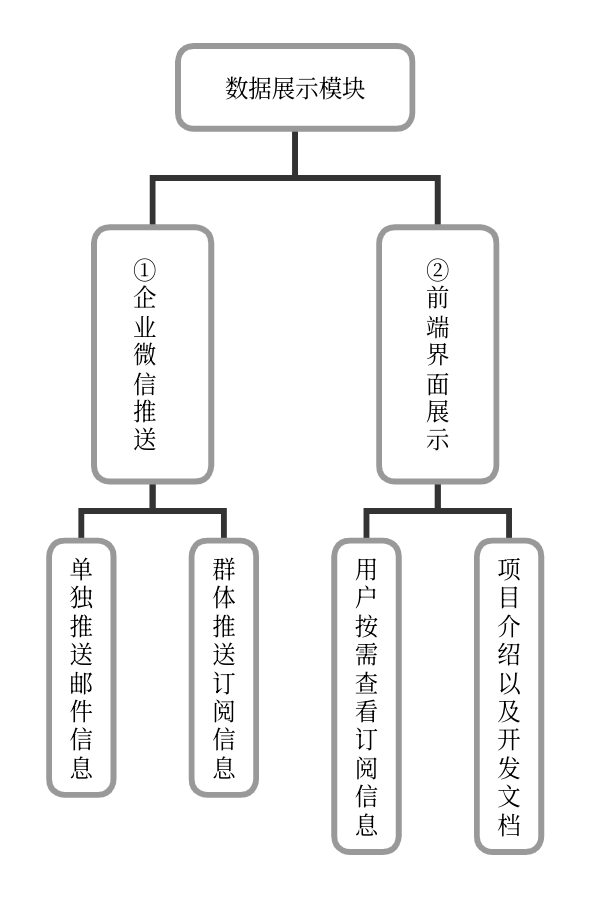 数据展示模块
①企业微信推送
②前端界面展示
单独推送邮件信息
群体推送订阅信息
用户按需查看订阅信息
项目介绍以及开发文档